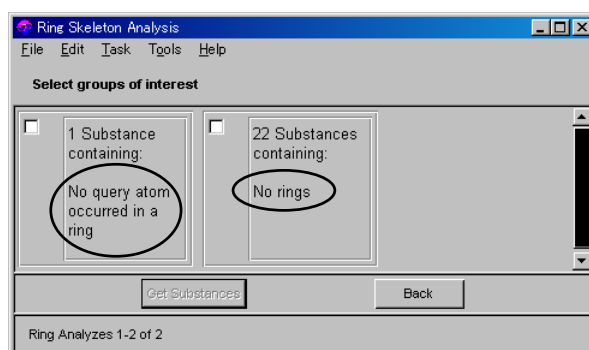 Ring Skeleton Analysis
File Edit Task Tools Help
Select groups of interest
1 Substance
containing:
No query atom
occurred in a
ring
22 Substances
containing:
No rings
Get Substances
Back
Ring Analyzes 1-2 of 2